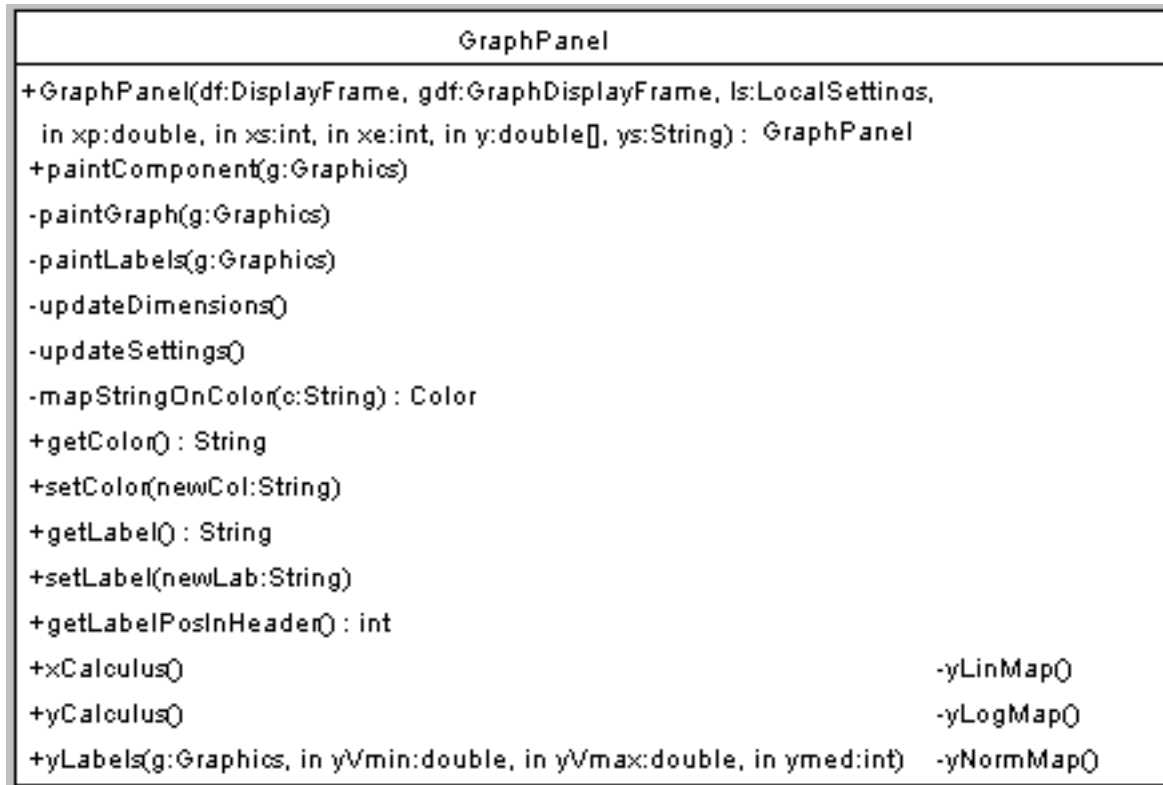 GraphPanel
+GraphPanel(df:DisplayFrame, gdf:GraphDisplayFrame, ls:LocalSettings,
in xp:double, in xs:int, in xe:int, in y:double[], ys:String) : GraphPanel
+paintComponent(g:Graphics)
-paintGraph(g:Graphics)
-paintLabels(g:Graphics)
-updateDimensions()
-updateSettings()
-mapStringOnColor(c:String) : Color
+getColor() : String
+setColor(newCol:String)
+getLabel() : String
+setLabel(newLab:String)
+getLabelPosInHeader() : int
+xCalculus() -yLinMap()
+yCalculus() -yLogMap()
+yLabels(g:Graphics, in yVmin:double, in yVmax:double, in ymed:int) -yNormMap()